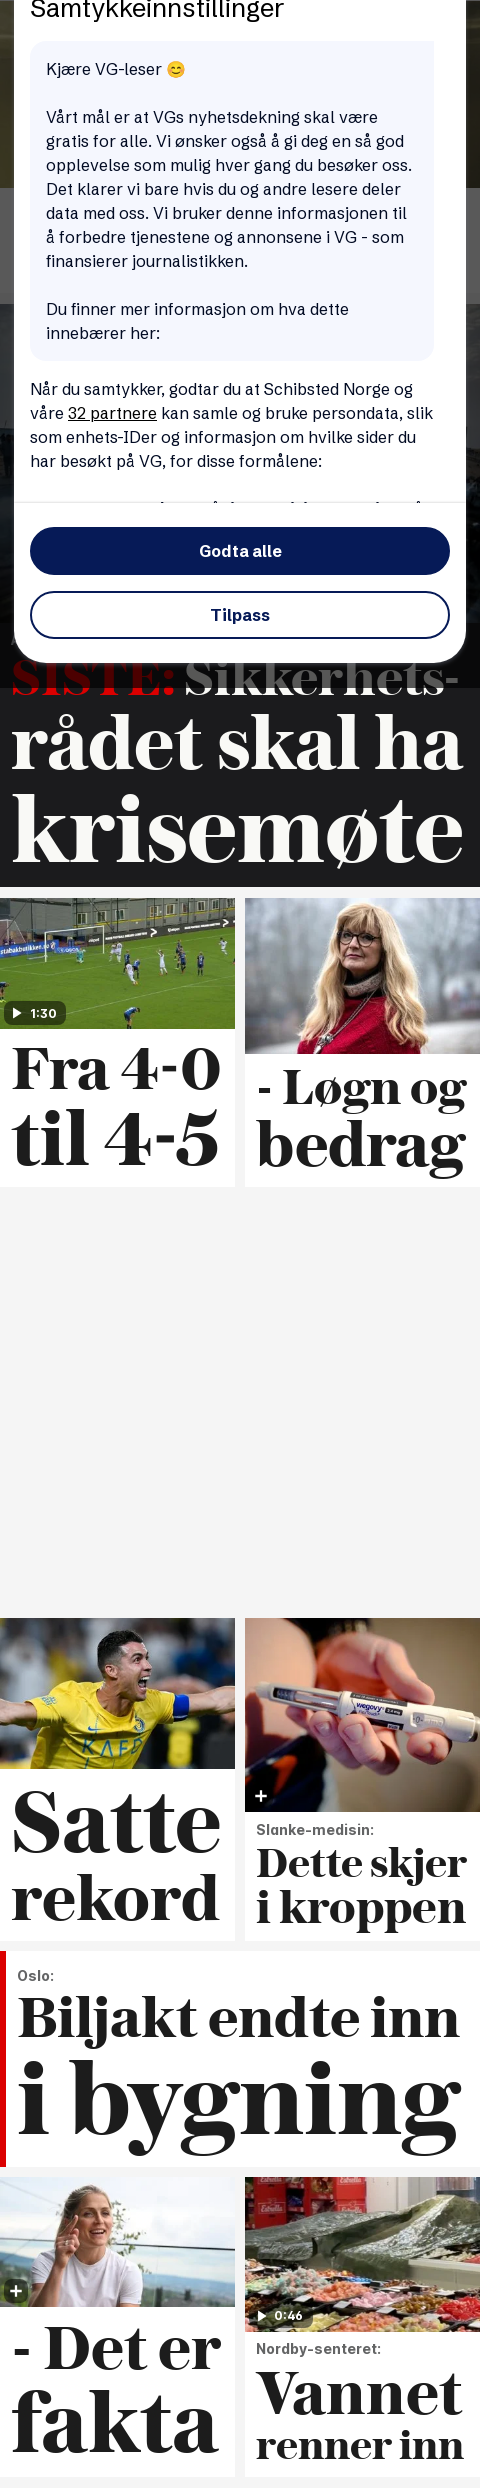 Samtykkeinnstillinger
Kjære VG-leser 😊
Vårt mål er at VGs nyhetsdekning skal være
gratis for alle. Vi ønsker også å gi deg en så god
opplevelse som mulig hver gang du besøker oss.
Det klarer vi bare hvis du og andre lesere deler
data med oss. Vi bruker denne informasjonen til
å forbedre tjenestene og annonsene i VG - som
finansierer journalistikken.
Du finner mer informasjon om hva dette
innebærer her:
Når du samtykker, godtar du at Schibsted Norge og
våre 32 partnere kan samle og bruke persondata, slik
som enhets-IDer og informasjon om hvilke sider du
har besøkt på VG, for disse formålene:
Godta alle
Tilpass
SISTE: Sikkerhets-
rådet skal ha
krisemøte
1:30
Fra 4-0
til 4-5
- Løgn og
bedrag
KAFD
Satte
rekord
wegovy
Slanke-medisin:
Dette skjer
i kroppen
Oslo:
Biljakt endte inn
i bygning
- Det er
fakta
Estrella
0:46
Nordby-senteret:
Vannet
renner inn